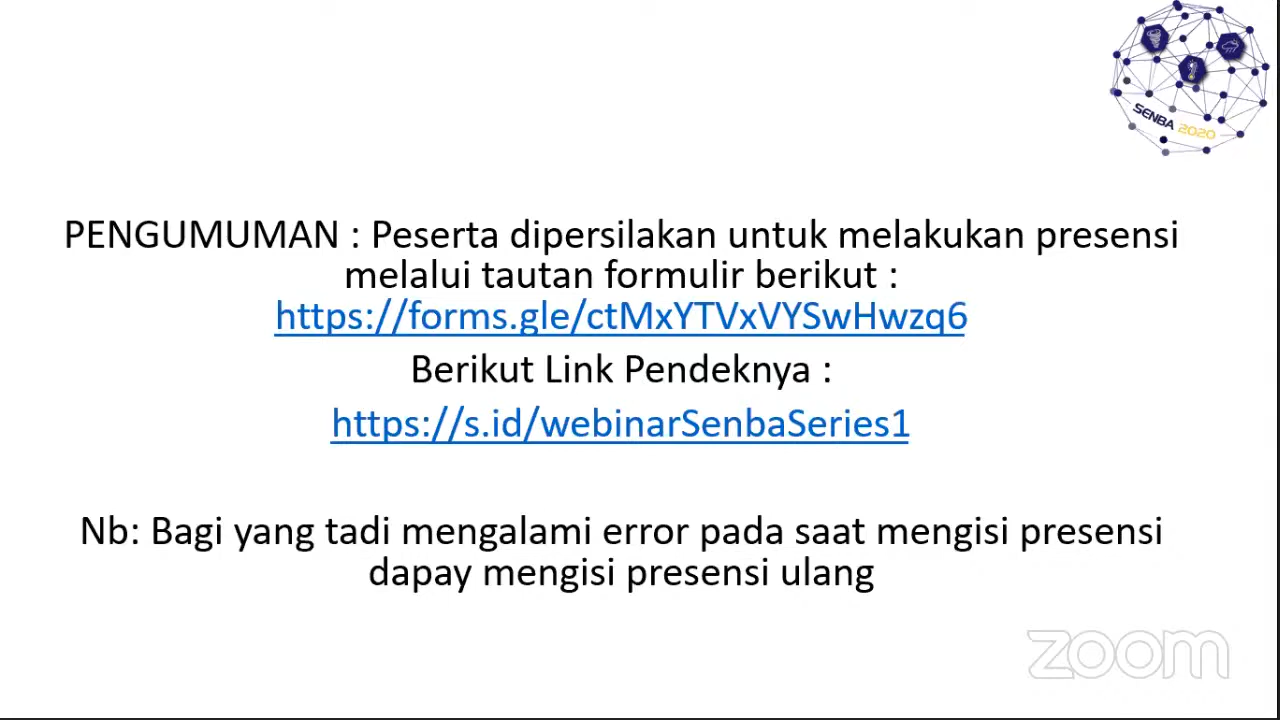 SENBA 2020
PENGUMUMAN : Peserta dipersilakan untuk melakukan presensi
melalui tautan formulir berikut :
https://forms.gle/ctMxYTVxVYSwHwzq6
Berikut Link Pendeknya :
https://s.id/webinarSenbaSeries1
Nb: Bagi yang tadi mengalami error pada saat mengisi presensi
dapay mengisi presensi ulang
zoom